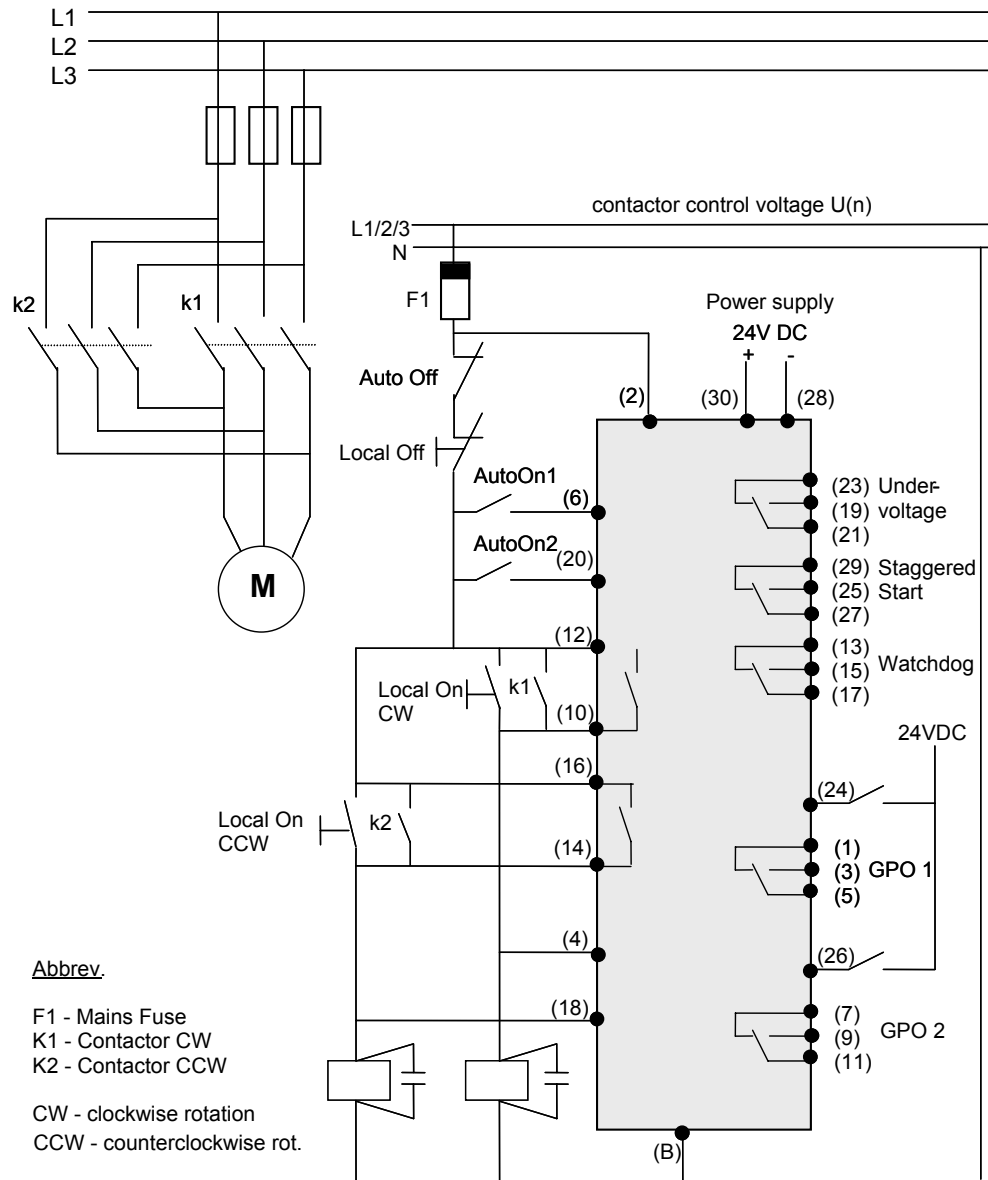 L1
L2
L3
contactor control voltage U(n)
L1/2/3
N
F1
Power supply
24V DC
+ -
k2
k1
Auto Off
(2)
(30)
(28)
Local Off
AutoOn1
(6)
(23) Under-
(19) voltage
(21)
AutoOn2
(20)
(29) Staggered
(25) Start
(27)
M
(12)
(13)
(15) Watchdog
(17)
Local On
CW
k1
(10)
24VDC
(16)
(24)
Local On
CCW
k2
(14)
(1)
(3) GPO 1
(5)
(4)
(26)
(18)
(7)
(9) GPO 2
(11)
Abbrev.
F1 - Mains Fuse
K1 - Contactor CW
K2 - Contactor CCW
CW - clockwise rotation
CCW - counterclockwise rot.
(B)